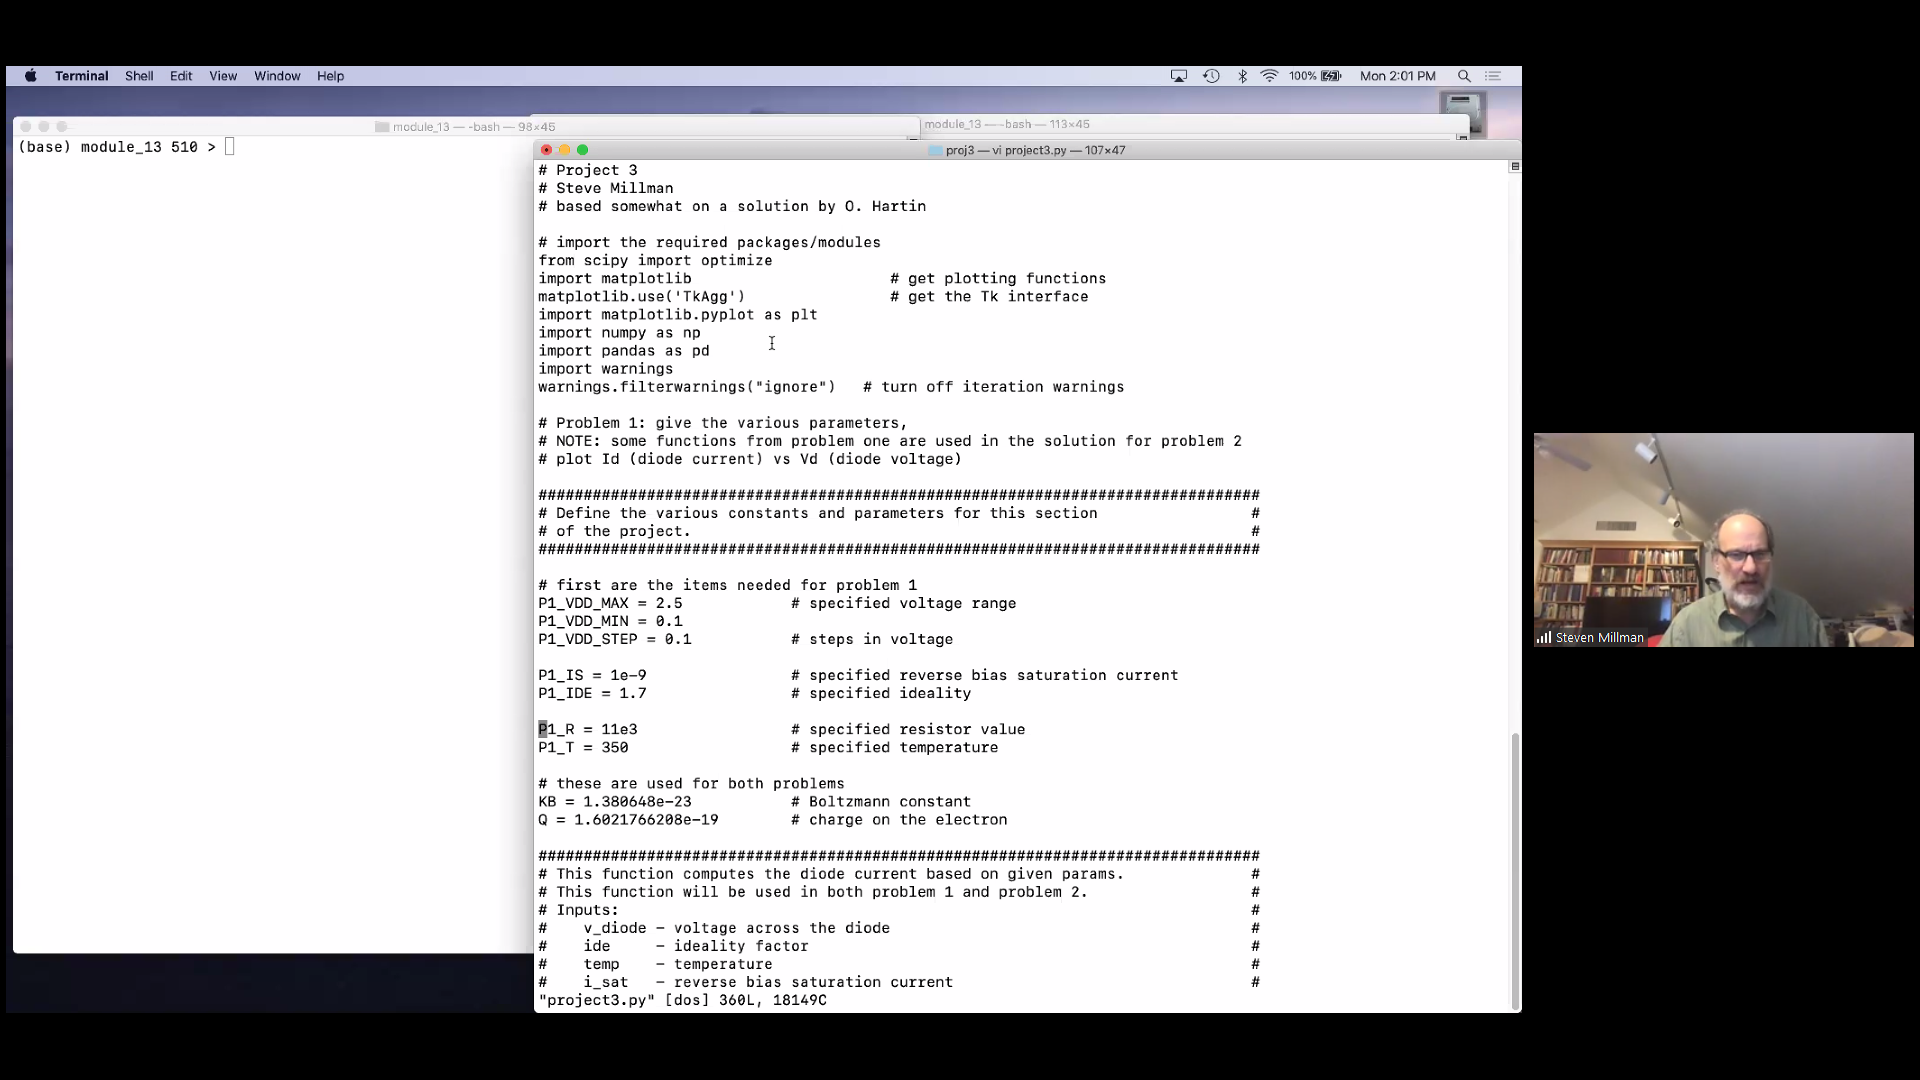 Terminal Shell Edit View Window Help 100% Mon 2:01 PM
module_13 — -bash — 98×45
module_13 — -bash — 113×45
(base) module_13 510 >
proj3 — vi project3.py — 107×47
# Project 3
# Steve Millman
# based somewhat on a solution by O. Hartin
# import the required packages/modules
from scipy import optimize
import matplotlib # get plotting functions
matplotlib.use('TkAgg') # get the Tk interface
import matplotlib.pyplot as plt
import numpy as np
import pandas as pd
import warnings
warnings.filterwarnings("ignore") # turn off iteration warnings
# Problem 1: give the various parameters,
# NOTE: some functions from problem one are used in the solution for problem 2
# plot Id (diode current) vs Vd (diode voltage)
################################################################################
# Define the various constants and parameters for this section #
# of the project. #
################################################################################
# first are the items needed for problem 1
P1_VDD_MAX = 2.5 # specified voltage range
P1_VDD_MIN = 0.1
P1_VDD_STEP = 0.1 # steps in voltage
P1_IS = 1e-9 # specified reverse bias saturation current
P1_IDE = 1.7 # specified ideality
P1_R = 11e3 # specified resistor value
P1_T = 350 # specified temperature
# these are used for both problems
KB = 1.380648e-23 # Boltzmann constant
Q = 1.6021766208e-19 # charge on the electron
################################################################################
# This function computes the diode current based on given params. #
# This function will be used in both problem 1 and problem 2. #
# Inputs: #
# v_diode - voltage across the diode #
# ide - ideality factor #
# temp - temperature #
# i_sat - reverse bias saturation current #
"project3.py" [dos] 360L, 18149C
Steven Millman